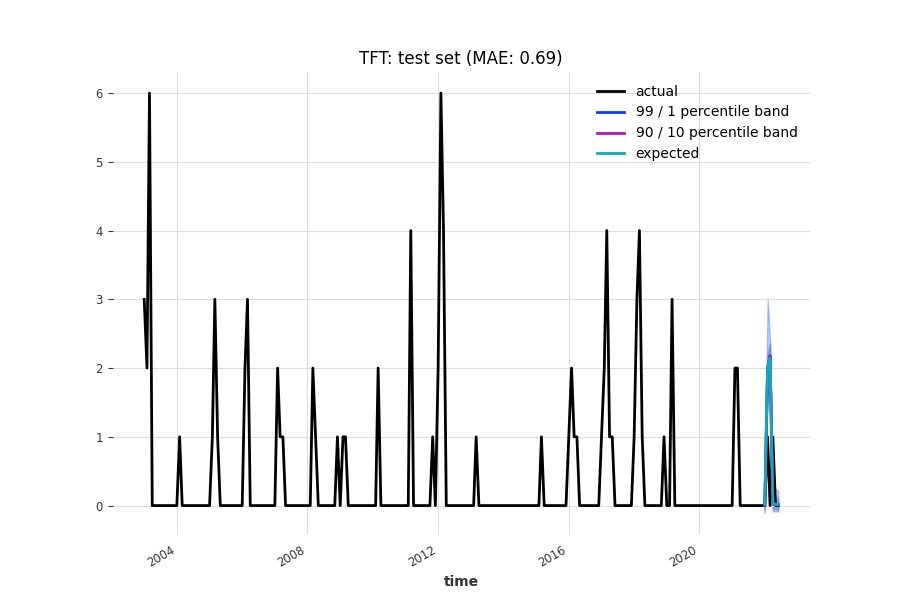 TFT: test set (MAE: 0.69)
actual
99 / 1 percentile band
90 / 10 percentile band
expected
6
5
4
3
2
1
0
2004
2008
2012
2016
2020
time